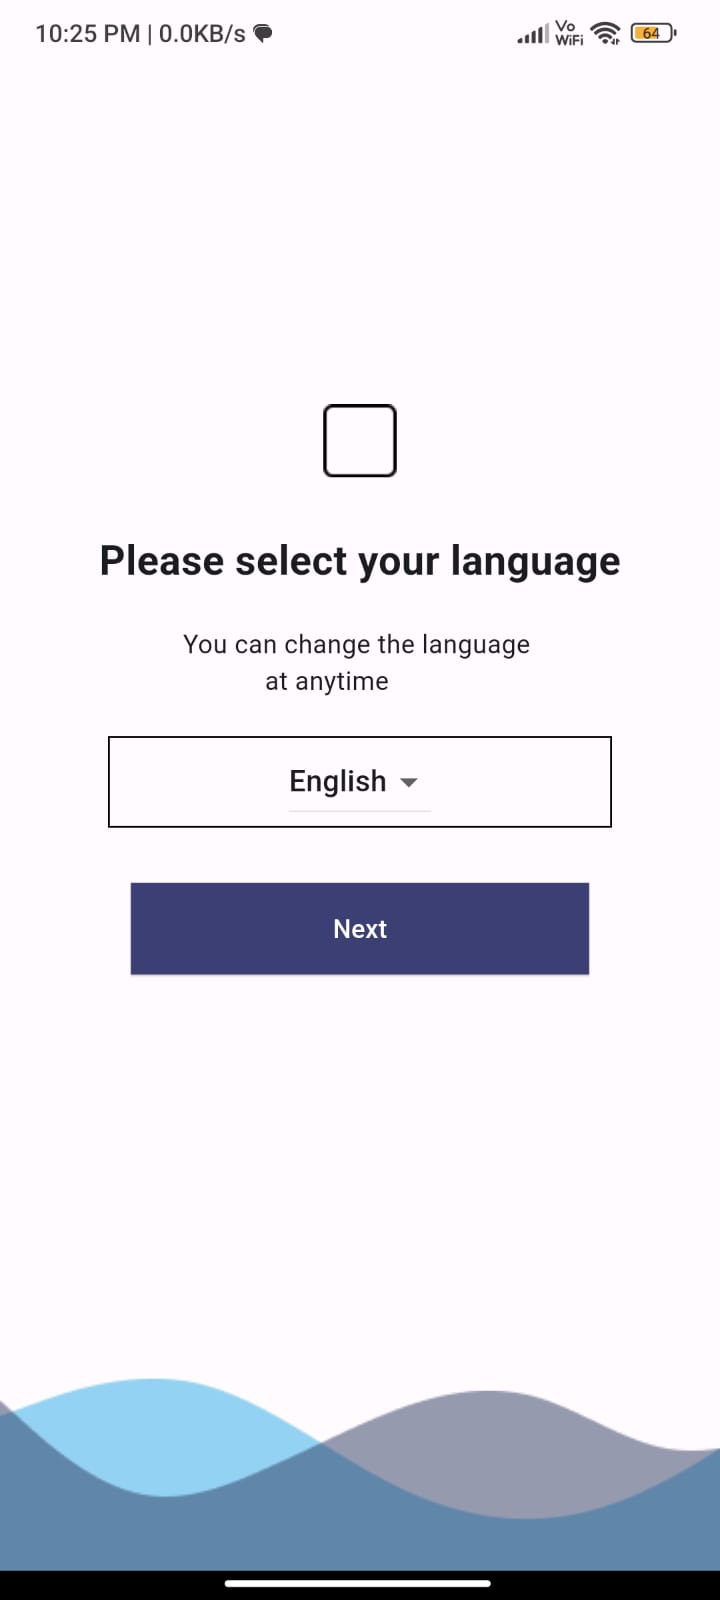 10:25 PM | 0.0KB/s
Vo
WiFi
64
Please select your language
You can change the language
at anytime
English
Next